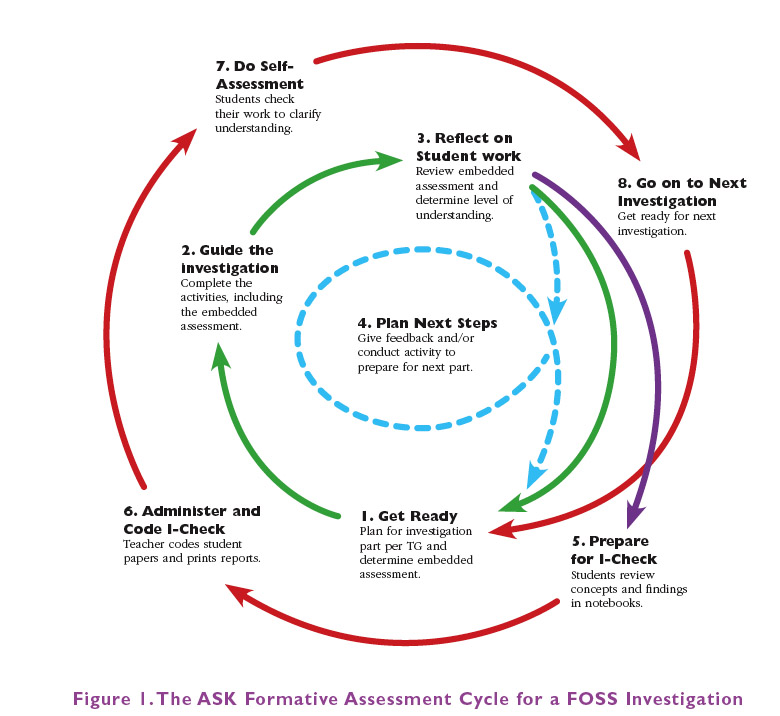 7. Do Self-
Assessment
Students check
their work to clarify
understanding.
3. Reflect on
Student work
Review embedded
assessment and
determine level of
understanding.
8. Go on to Next
Investigation
Get ready for next
investigation.
2. Guide the
investigation
Complete the
activities, including
the embedded
assessment.
4. Plan Next Steps
Give feedback and/or
conduct activity to
prepare for next part.
6. Administer and
Code I-Check
Teacher codes student
papers and prints reports.
1. Get Ready
Plan for investigation
part per TG and
determine embedded
assessment.
5. Prepare
for I-Check
Students review
concepts and findings
in notebooks.
Figure 1. The ASK Formative Assessment Cycle for a FOSS Investigation